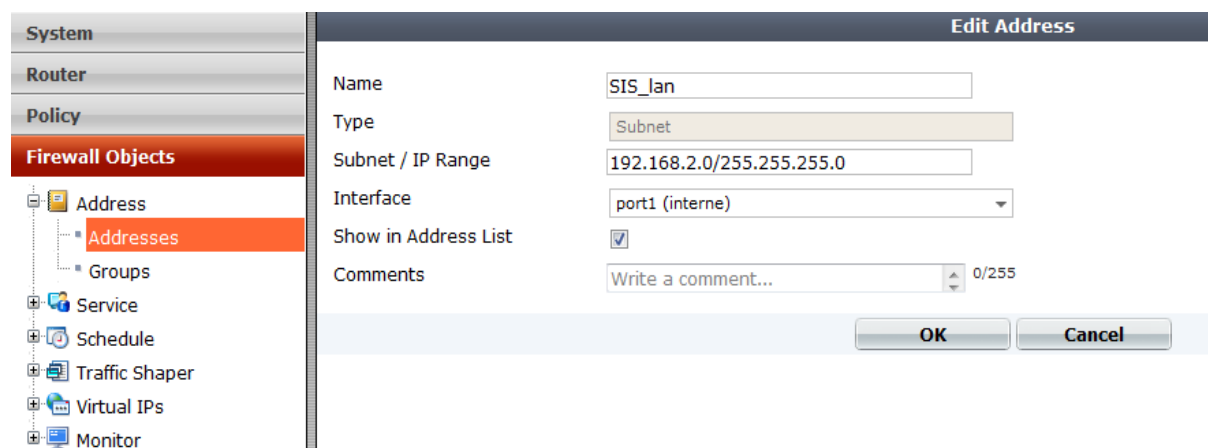 System
Router
Policy
Firewall Objects
Address
Addresses
Groups
Service
Schedule
Traffic Shaper
Virtual IPs
Monitor
Edit Address
Name SIS_lan
Type Subnet
Subnet / IP Range 192.168.2.0/255.255.255.0
Interface port1 (interne)
Show in Address List
Comments Write a comment... 0/255
OK Cancel